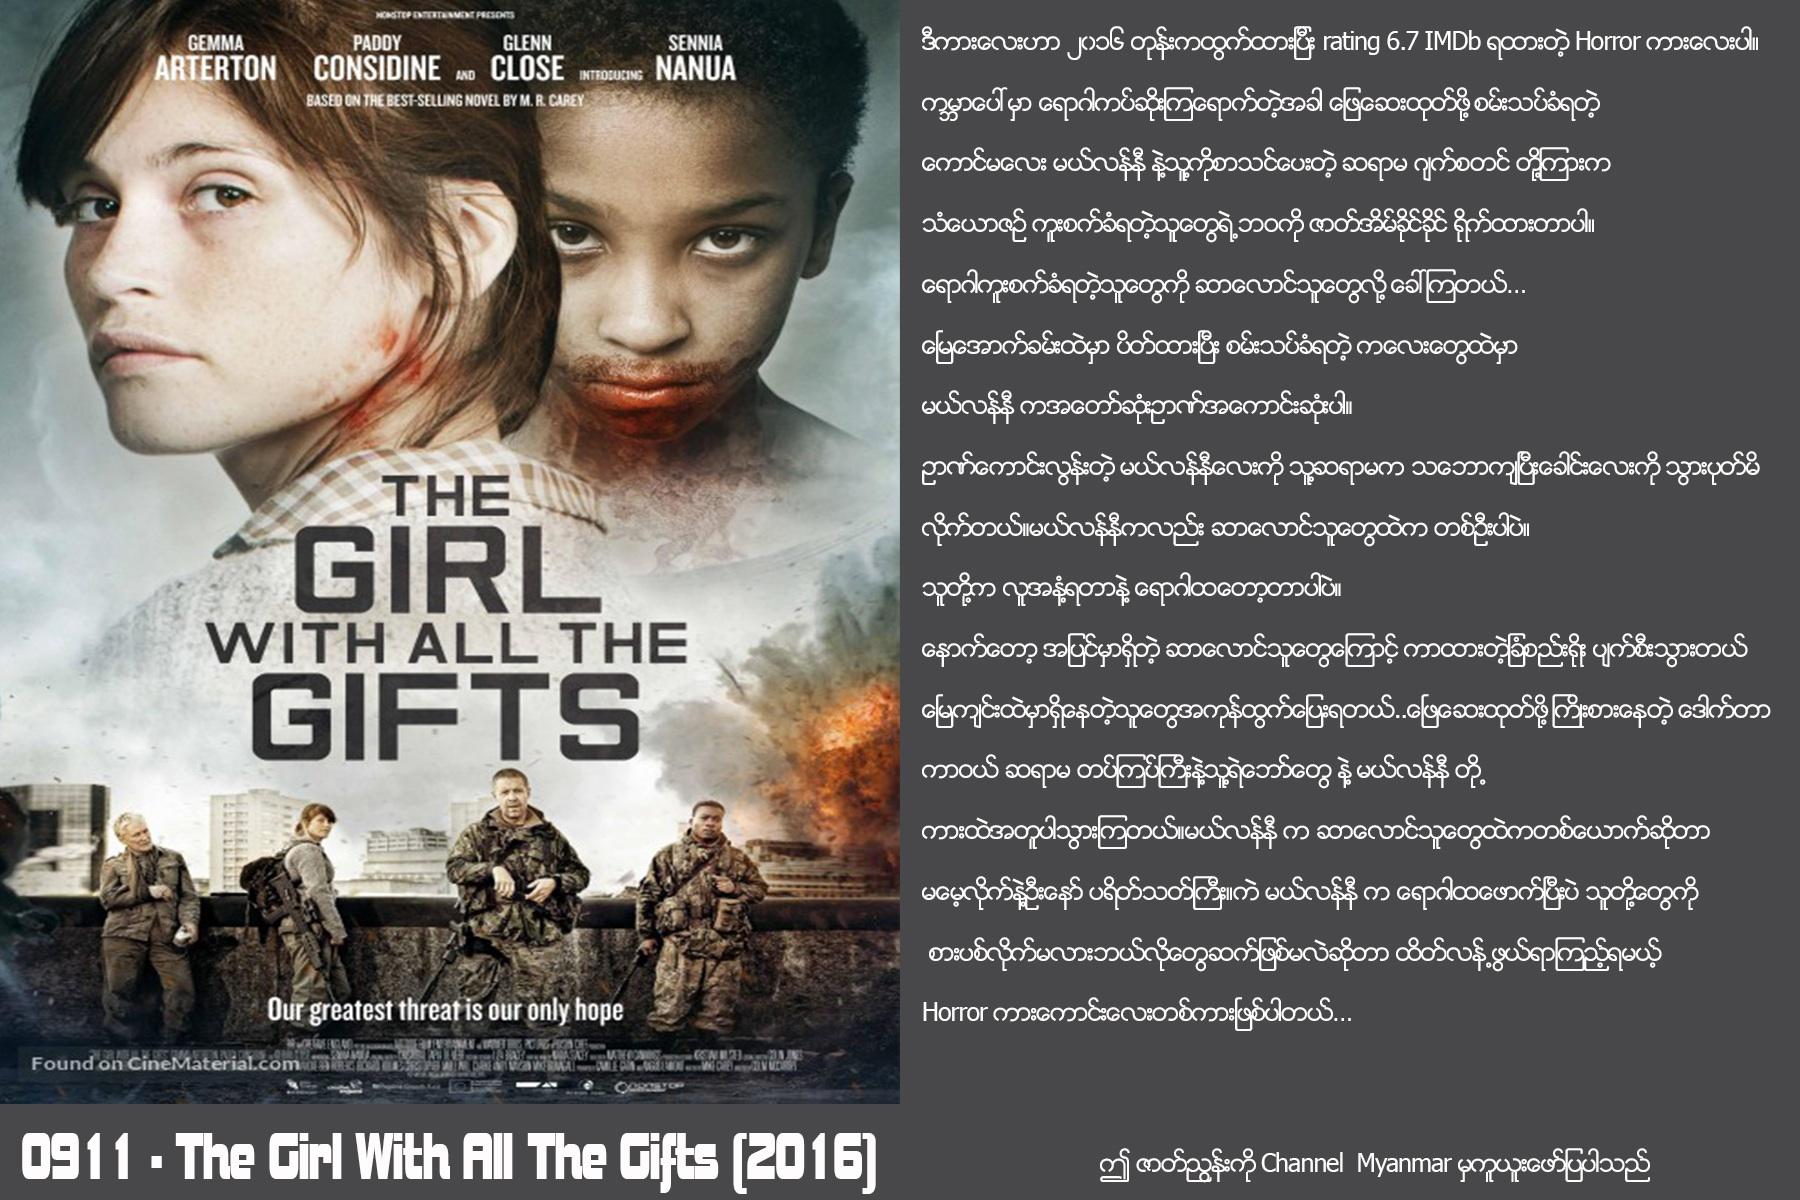 NONSTOP ENTERTAINMENT PRESENTS
GEMMA ARTERTON
PADDY CONSIDINE AND
GLENN CLOSE
INTRODUCING SENNIA NANUA
BASED ON THE BEST-SELLING NOVEL BY M. R. CAREY
THE
GIRL
WITH ALL THE
GIFTS
Our greatest threat is our only hope
Found on CineMaterial.com
0911 - The Girl With All The Gifts (2016)
ဒီကားလေးဟာ ၂၀၁၆ တုန်းကထွက်ထားပြီး rating 6.7 IMDb ရထားတဲ့ Horror ကားလေးပါ။
ကမ္ဘာပေါ်မှာ ရောဂါကပ်ဆိုးကြရောက်တဲ့အခါ ဖြေဆေးထုတ်ဖို့ စမ်းသပ်ခံရတဲ့
ကောင်မလေး မယ်လန်နီ နဲ့သူ့ကိုစာသင်ပေးတဲ့ ဆရာမ ဂျက်စတင် တို့ကြားက
သံယောဇဉ် ကူးစက်ခံရတဲ့သူတွေရဲ့ဘဝကို ဇာတ်အိမ်ခိုင်ခိုင် ရိုက်ထားတာပါ။
ရောဂါကူးစက်ခံရတဲ့သူတွေကို ဆာလောင်သူတွေလို့ ခေါ်ကြတယ်...
မြေအောက်ခမ်းထဲမှာ ပိတ်ထားပြီး စမ်းသပ်ခံရတဲ့ ကလေးတွေထဲမှာ
မယ်လန်နီ ကအတော်ဆုံးဥာဏ်အကောင်းဆုံးပါ။
ဥာဏ်ကောင်းလွန်းတဲ့ မယ်လန်နီလေးကို သူ့ဆရာမက သဘောကျပြီးခေါင်းလေးကို သွားပုတ်မိ
လိုက်တယ်။မယ်လန်နီကလည်း ဆာလောင်သူတွေထဲက တစ်ဦးပါပဲ။
သူတို့က လူအနံ့ရတာနဲ့ ရောဂါထတော့တာပါပဲ။
နောက်တော့ အပြင်မှာရှိတဲ့ ဆာလောင်သူတွေကြောင့် ကာထားတဲ့ခြံစည်းရိုး ပျက်စီးသွားတယ်
မြေကျင်းထဲမှာရှိနေတဲ့သူတွေအကုန်ထွက်ပြေးရတယ်..ဖြေဆေးထုတ်ဖို့ကြိုးစားနေတဲ့ ဒေါက်တာ
ကာဝယ် ဆရာမ တပ်ကြပ်ကြီးနဲ့သူ့ရဲဘော်တွေ နဲ့ မယ်လန်နီ တို့
ကားထဲအတူပါသွားကြတယ်။မယ်လန်နီ က ဆာလောင်သူတွေထဲကတစ်ယောက်ဆိုတာ
မမေ့လိုက်နဲ့ဦးနော် ပရိတ်သတ်ကြီး။ကဲ မယ်လန်နီ က ရောဂါထဖောက်ပြီးပဲ သူတို့တွေကို
စားပစ်လိုက်မလားဘယ်လိုတွေဆက်ဖြစ်မလဲဆိုတာ ထိတ်လန့်ဖွယ်ရာကြည့်ရမယ့်
Horror ကားကောင်းလေးတစ်ကားဖြစ်ပါတယ်...
ဤ ဇာတ်ညွှန်းကို Channel Myanmar မှကူယူးဖော်ပြပါသည်